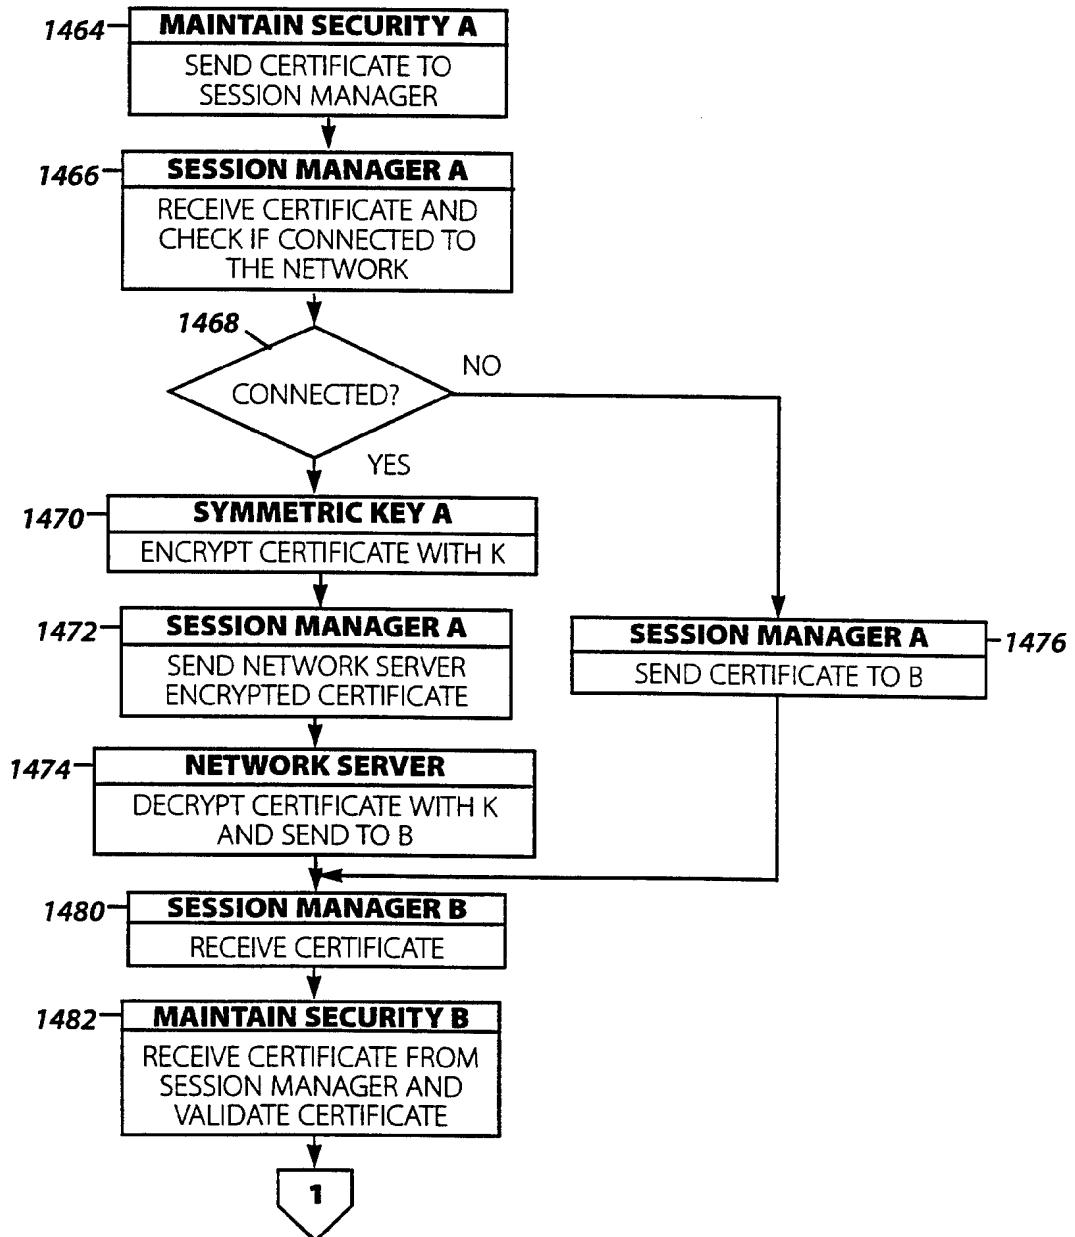 1464
MAINTAIN SECURITY A
SEND CERTIFICATE TO
SESSION MANAGER
1466
SESSION MANAGER A
RECEIVE CERTIFICATE AND
CHECK IF CONNECTED TO
THE NETWORK
1468
CONNECTED?
NO
YES
1470
SYMMETRIC KEY A
ENCRYPT CERTIFICATE WITH K
1472
SESSION MANAGER A
SEND NETWORK SERVER
ENCRYPTED CERTIFICATE
SESSION MANAGER A
1476
SEND CERTIFICATE TO B
1474
NETWORK SERVER
DECRYPT CERTIFICATE WITH K
AND SEND TO B
1480
SESSION MANAGER B
RECEIVE CERTIFICATE
1482
MAINTAIN SECURITY B
RECEIVE CERTIFICATE FROM
SESSION MANAGER AND
VALIDATE CERTIFICATE
1